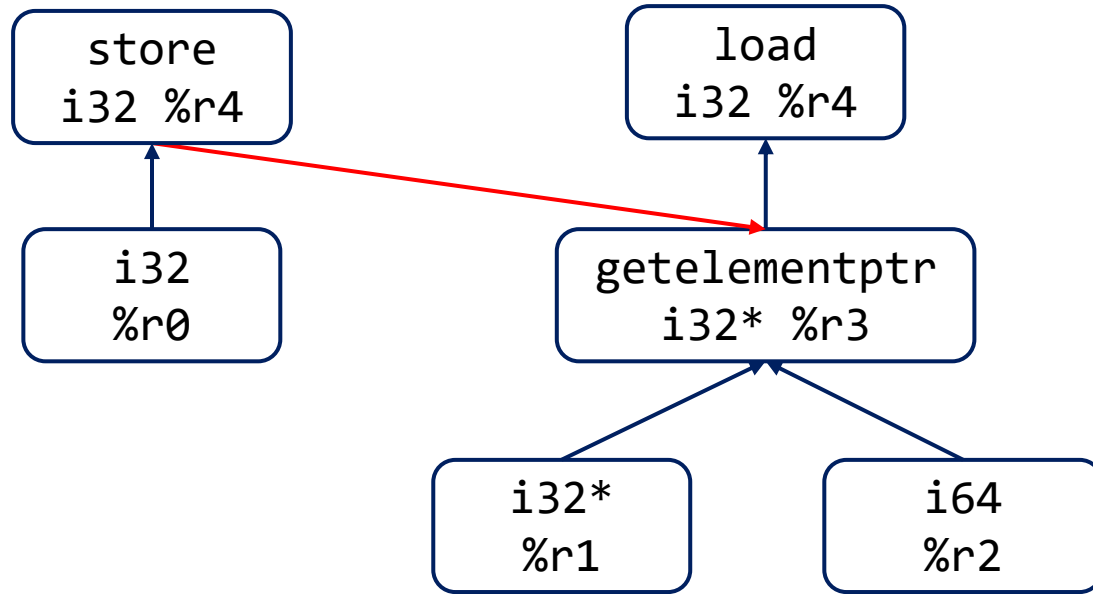 store
i32 %r4
load
i32 %r4
i32
%r0
getelementptr
i32* %r3
i32*
%r1
i64
%r2